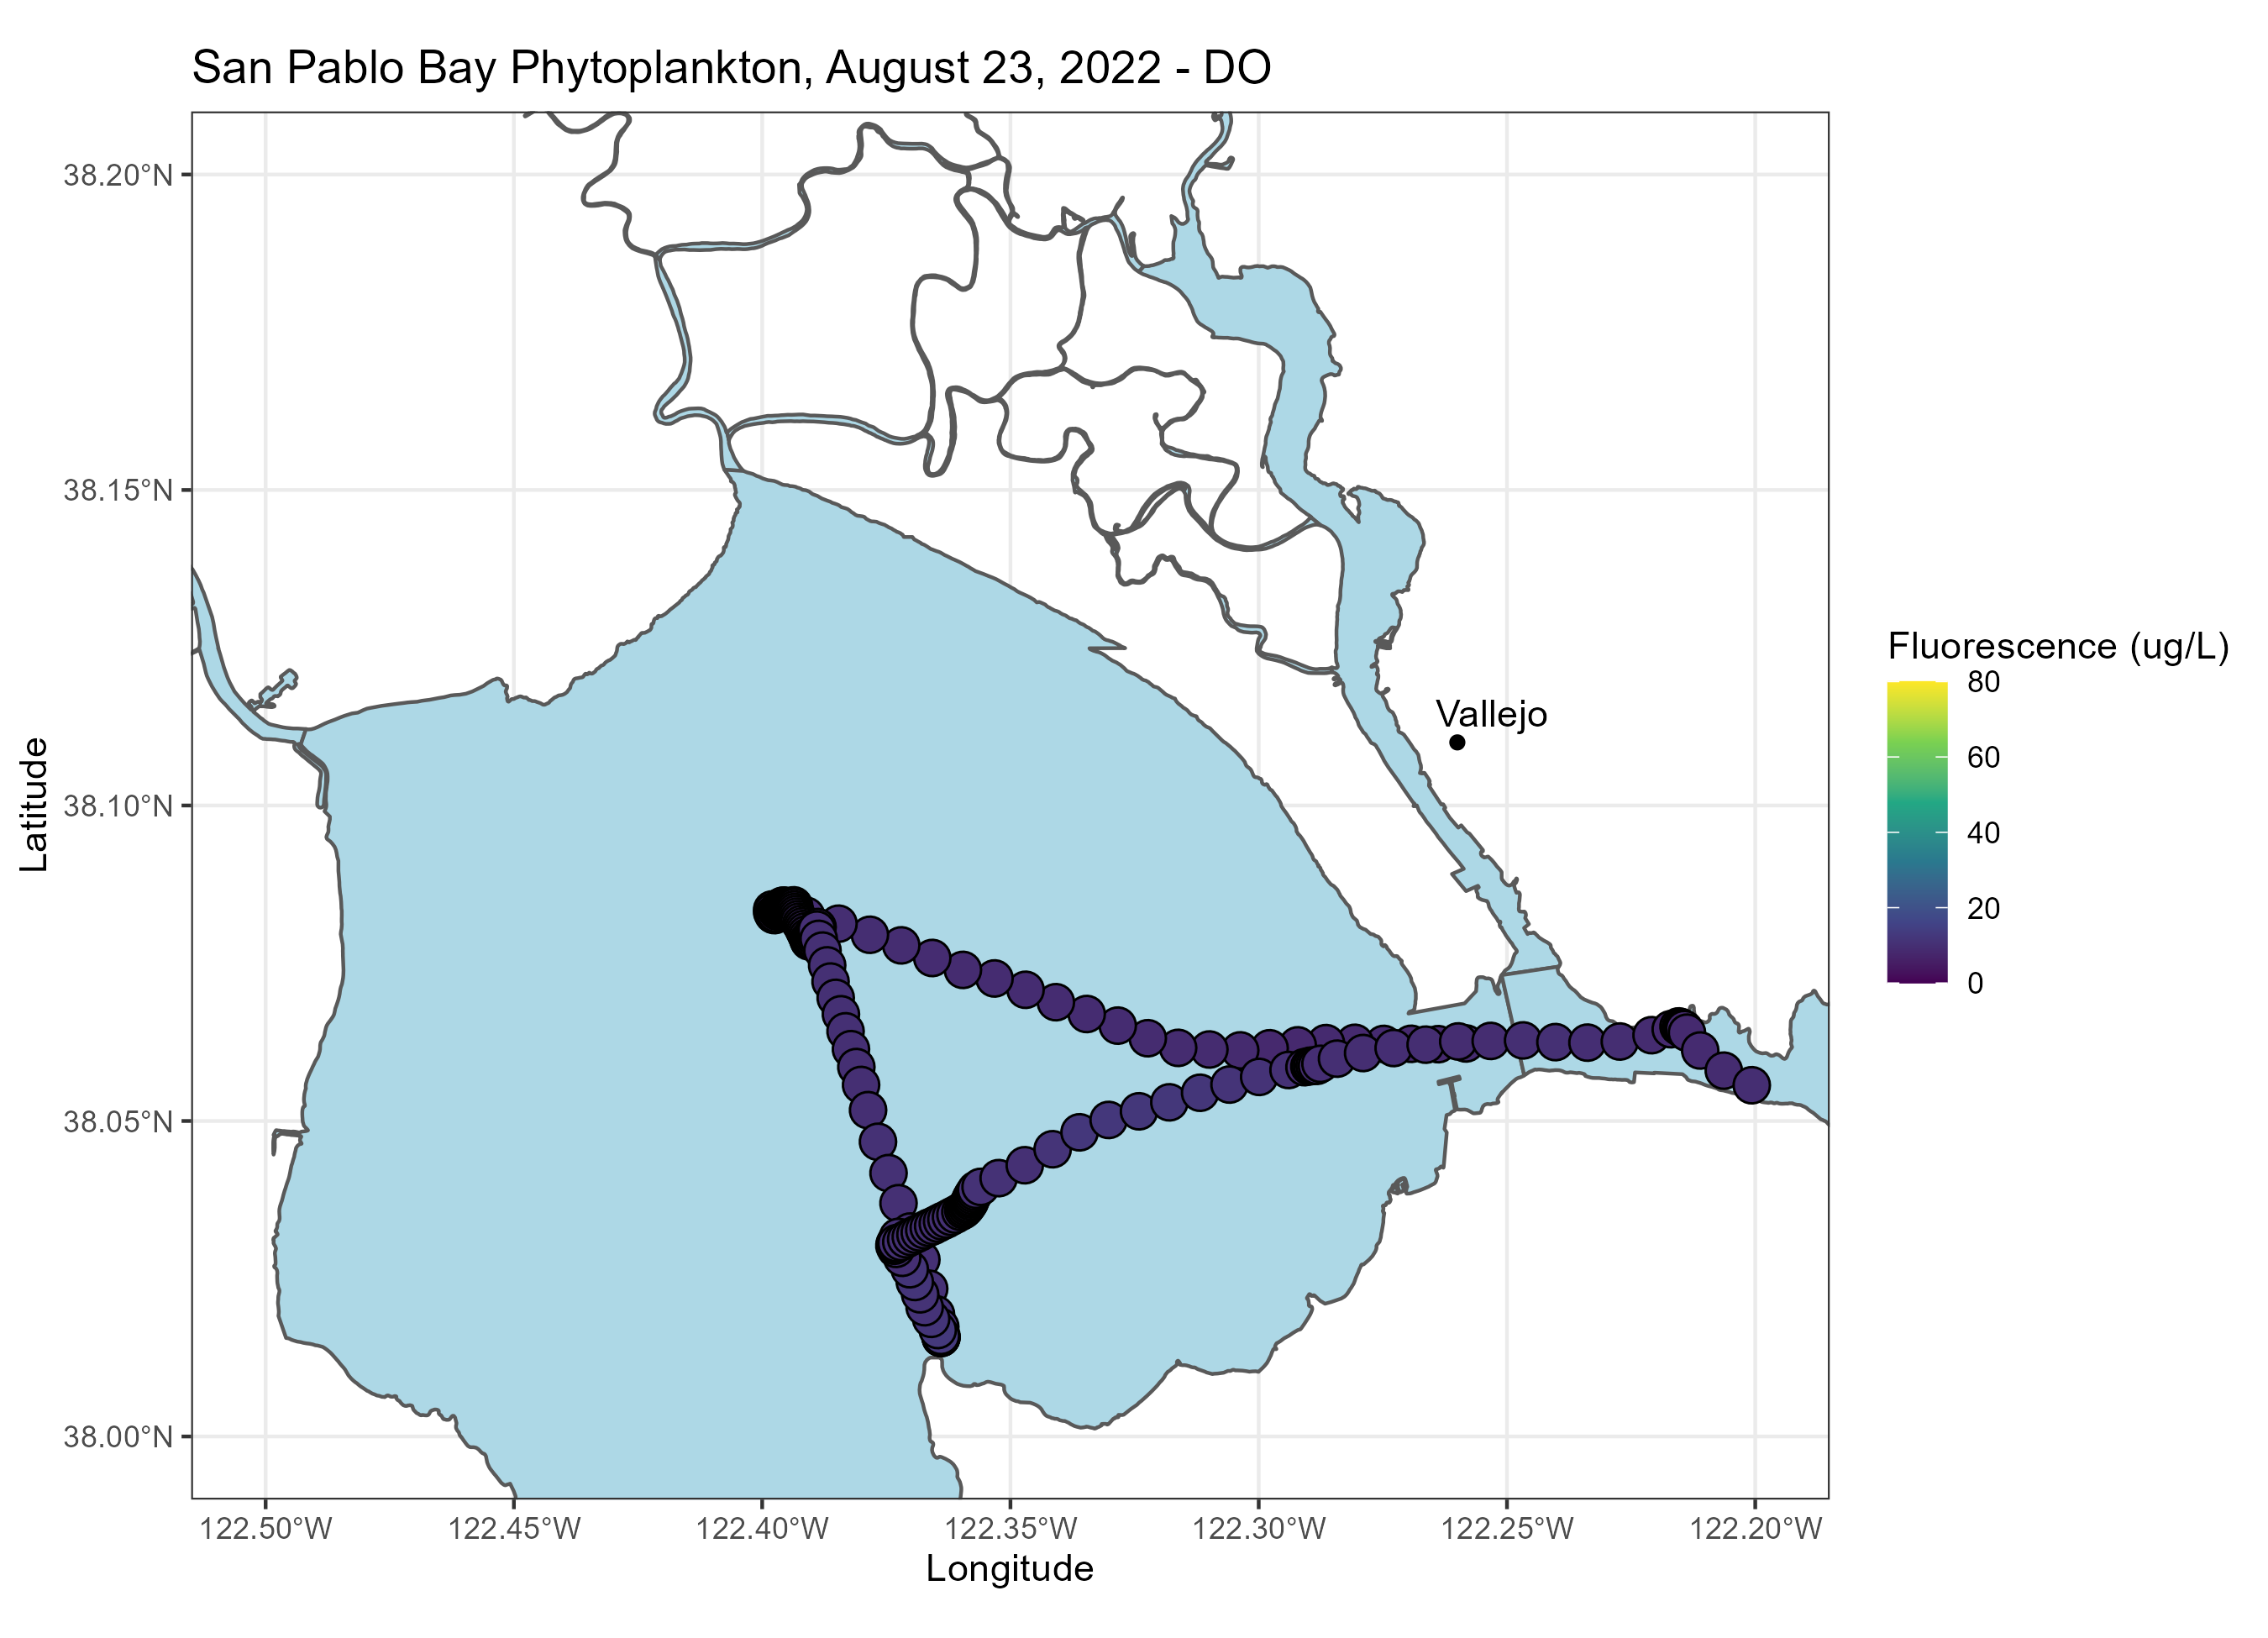 San Pablo Bay Phytoplankton, August 23, 2022 - DO
38.20°N
38.15°N
38.10°N
38.05°N
38.00°N
Latitude
Vallejo
122.50°W
122.45°W
122.40°W
122.35°W
122.30°W
122.25°W
122.20°W
Longitude
Fluorescence (ug/L)
80
60
40
20
0